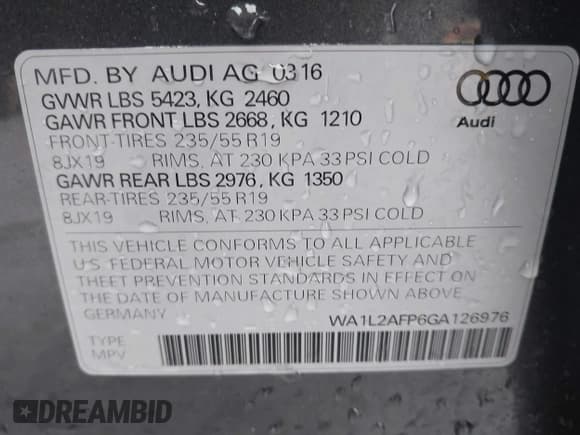 MFD. BY AUDI AG 0316
GVWR LBS 5423, KG 2460
GAWR FRONT LBS 2668, KG 1210
FRONT-TIRES 235/55 R19
8JX19 RIMS, AT 230 KPA 33 PSI COLD
GAWR REAR LBS 2976, KG 1350
REAR-TIRES 235/55 R19
8JX19 RIMS, AT 230 KPA 33 PSI COLD
Audi
THIS VEHICLE CONFORMS TO ALL APPLICABLE
U.S. FEDERAL MOTOR VEHICLE SAFETY AND
THEFT PREVENTION STANDARDS IN EFFECT ON
THE DATE OF MANUFACTURE SHOWN ABOVE.
GERMANY
WA1L2AFP6GA126976
TYPE
MPV
DREAMBID